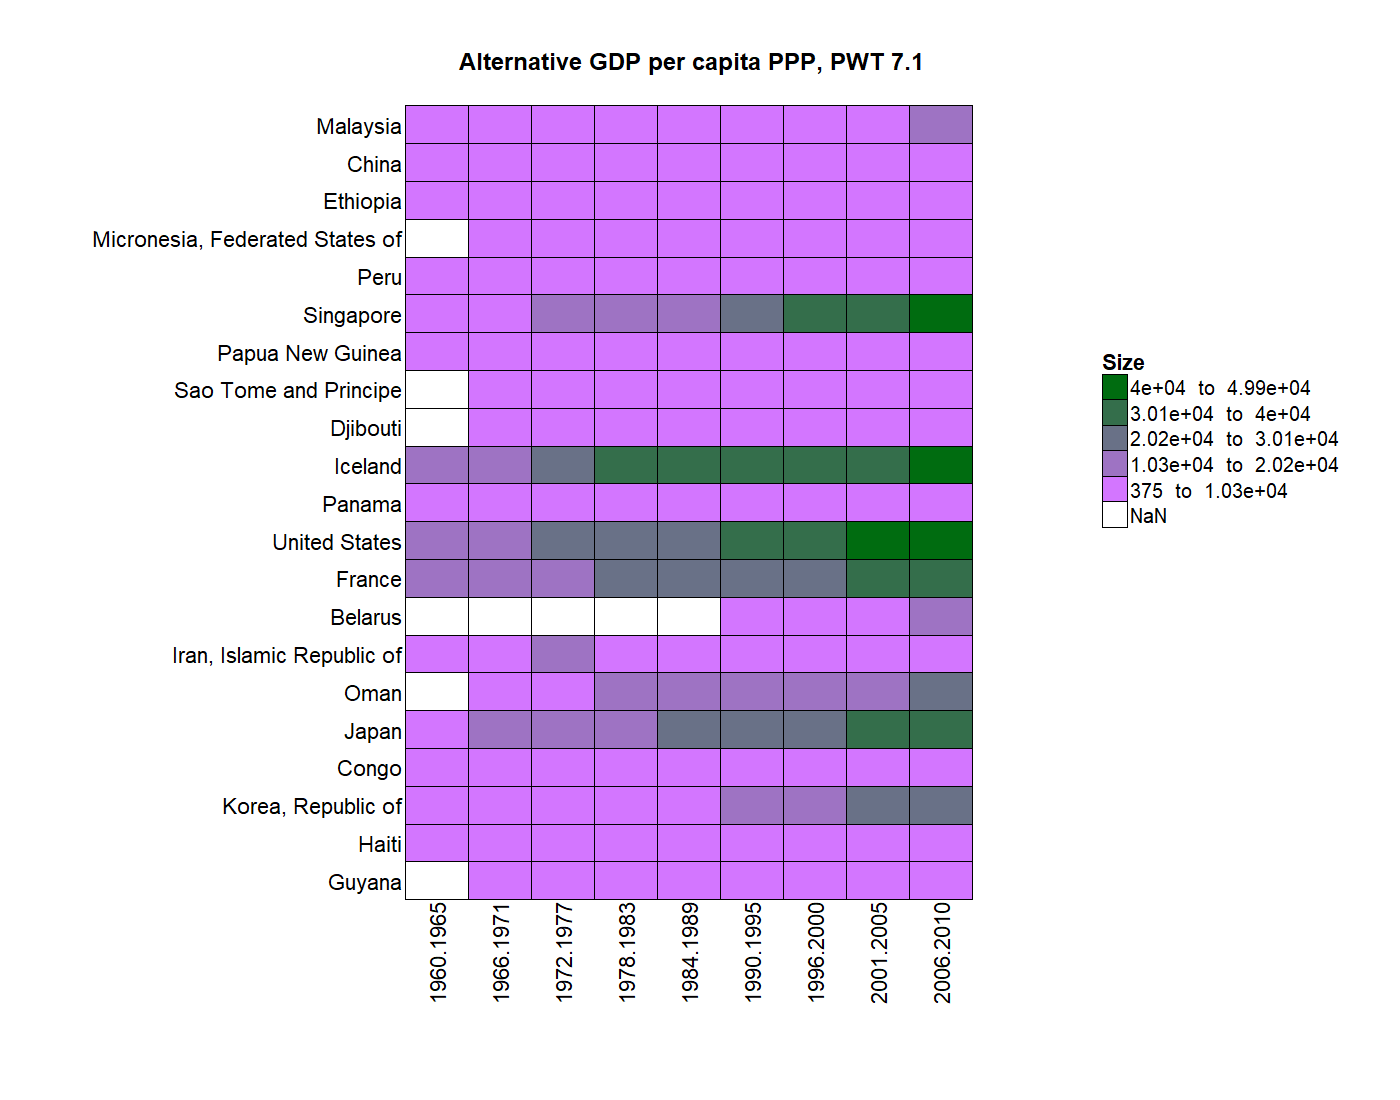 Alternative GDP per capita PPP, PWT 7.1
Malaysia
China
Ethiopia
Micronesia, Federated States of
Peru
Singapore
Papua New Guinea
Sao Tome and Principe
Djibouti
Iceland
Panama
United States
France
Belarus
Iran, Islamic Republic of
Oman
Japan
Congo
Korea, Republic of
Haiti
Guyana
1960.1965
1966.1971
1972.1977
1978.1983
1984.1989
1990.1995
1996.2000
2001.2005
2006.2010
Size
4e+04 to 4.99e+04
3.01e+04 to 4e+04
2.02e+04 to 3.01e+04
1.03e+04 to 2.02e+04
375 to 1.03e+04
NaN